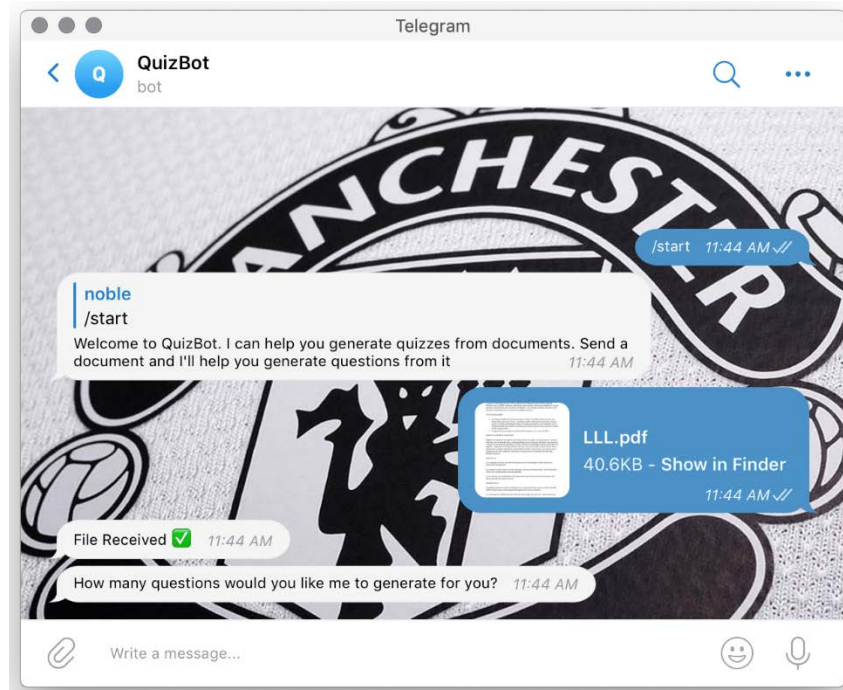 Telegram
Q
QuizBot
bot
MANCHESTER
/start 11:44 AM
noble
/start
Welcome to QuizBot. I can help you generate quizzes from documents. Send a
document and I'll help you generate questions from it 11:44 AM
LLL.pdf
40.6KB - Show in Finder
11:44 AM
File Received ✅ 11:44 AM
How many questions would you like me to generate for you? 11:44 AM
Write a message...